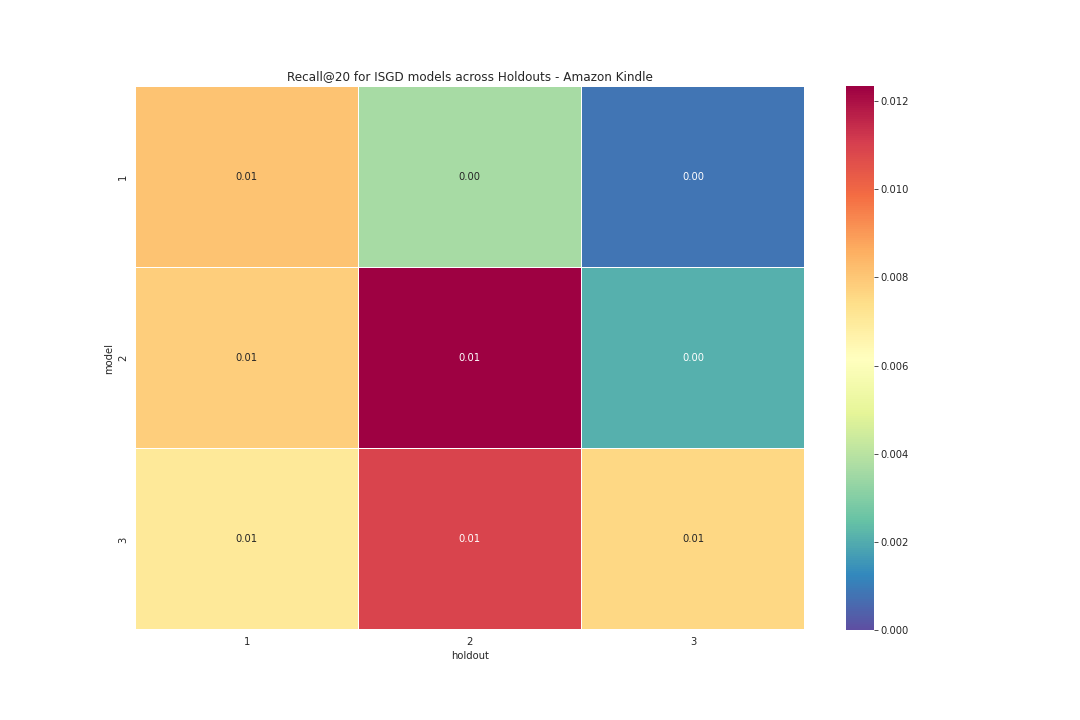 Recall@20 for ISGD models across Holdouts - Amazon Kindle
0.01 0.00 0.00
0.01 0.01 0.00
0.01 0.01 0.01
1
2
3
model
1 2 3
holdout
0.012
0.010
0.008
0.006
0.004
0.002
0.000